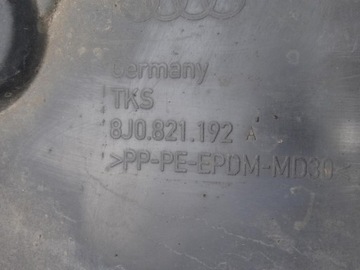 Germany
TKS
8J0.821.192 A
>PP-PE-EPDM-MD30<